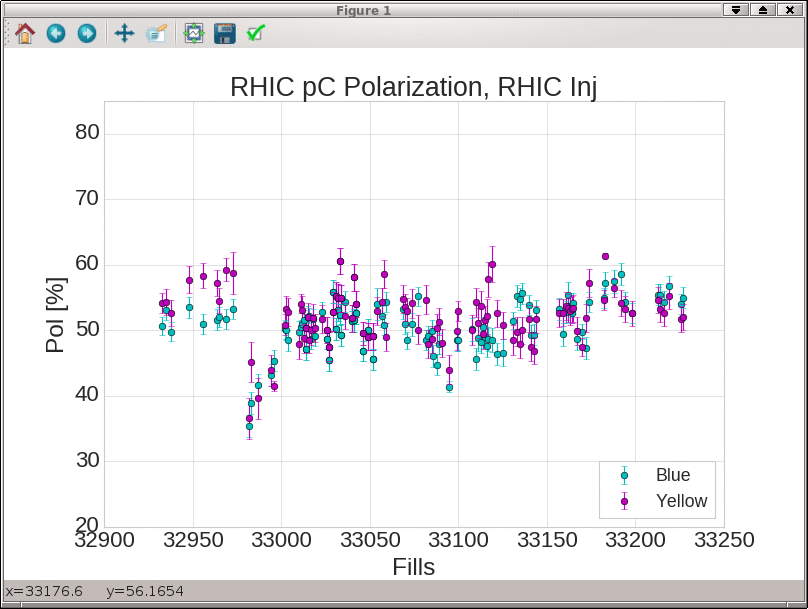 Figure 1
RHIC pC Polarization, RHIC Inj
80
70
60
50
40
30
20
Pol [%]
Blue
Yellow
32900 32950 33000 33050 33100 33150 33200 33250
Fills
x=33176.6 y=56.1654